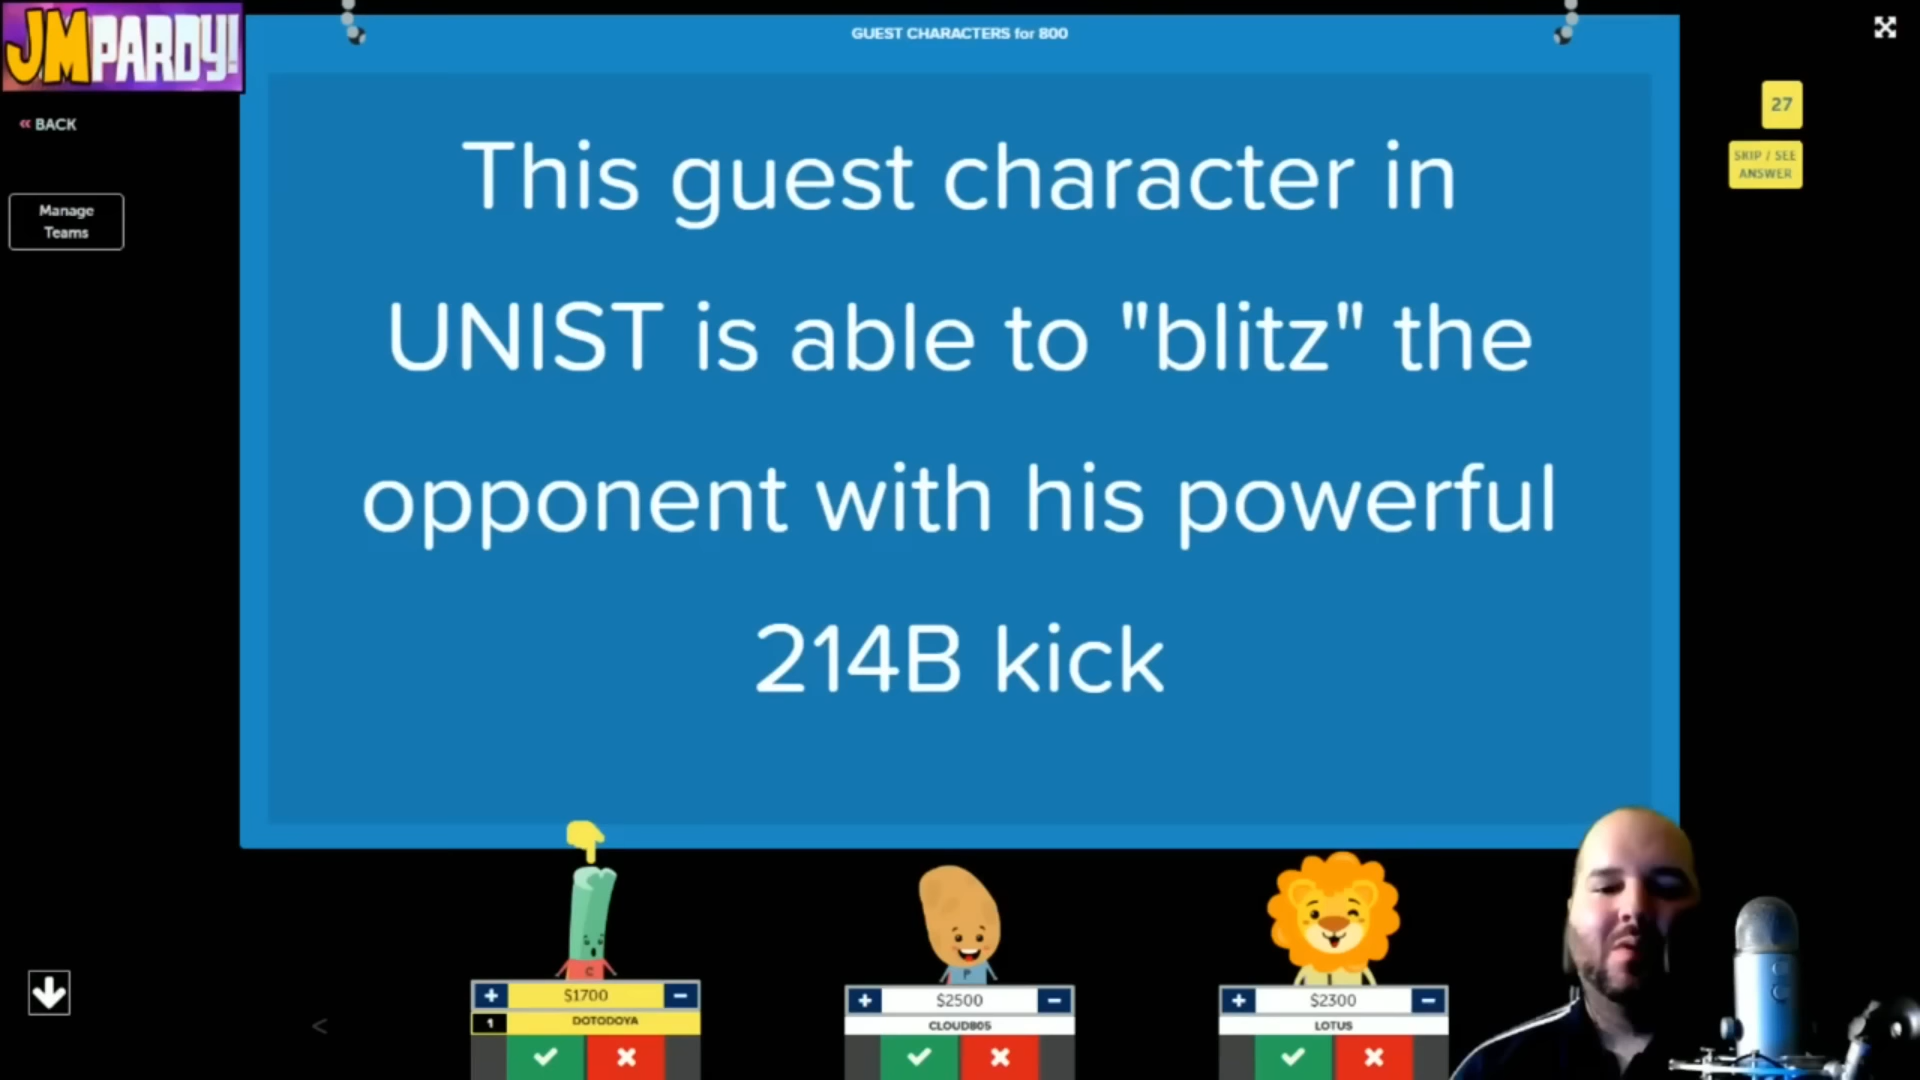 JMPARDY!
GUEST CHARACTERS for 800
« BACK
Manage
Teams
27
SKIP / SEE
ANSWER
This guest character in
UNIST is able to "blitz" the
opponent with his powerful
214B kick
C
P
+ $1700 −
1 DOTODOYA
+ $2500 −
CLOUD805
+ $2300 −
LOTUS
<